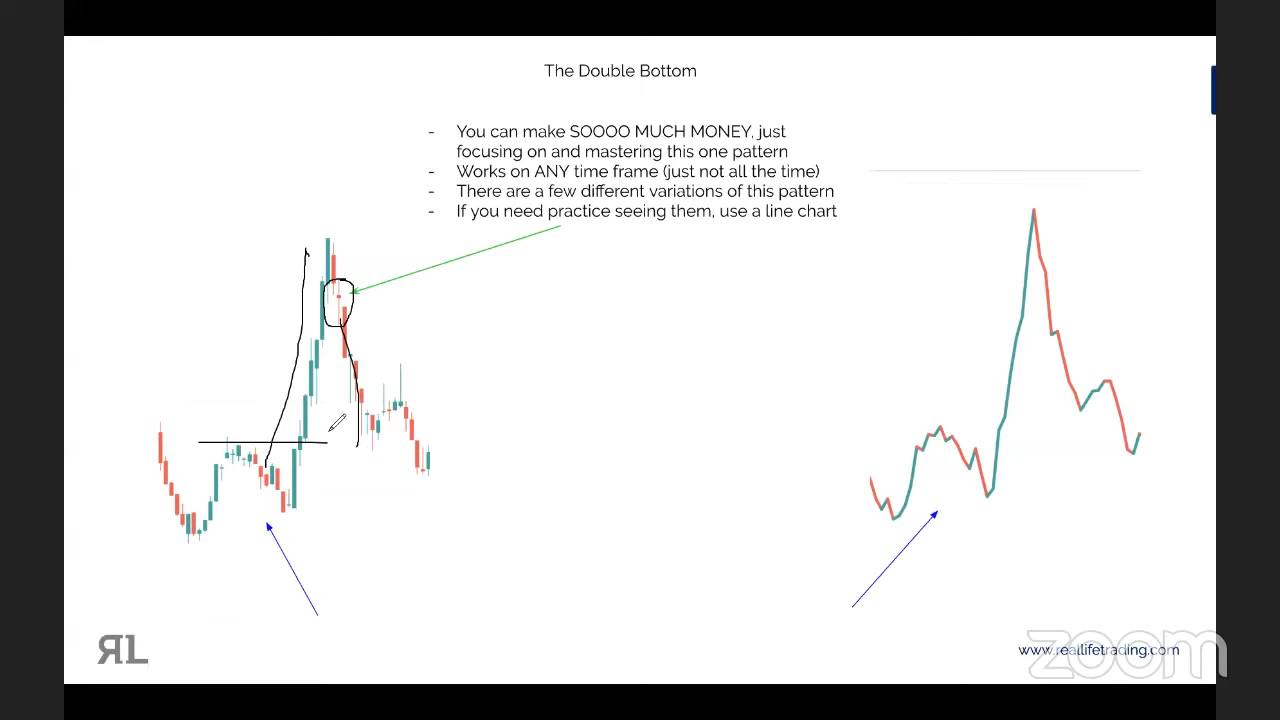 The Double Bottom
- You can make SOOOO MUCH MONEY, just
focusing on and mastering this one pattern
- Works on ANY time frame (just not all the time)
- There are a few different variations of this pattern
- If you need practice seeing them, use a line chart
RL
www.reallifetrading.com
zoom